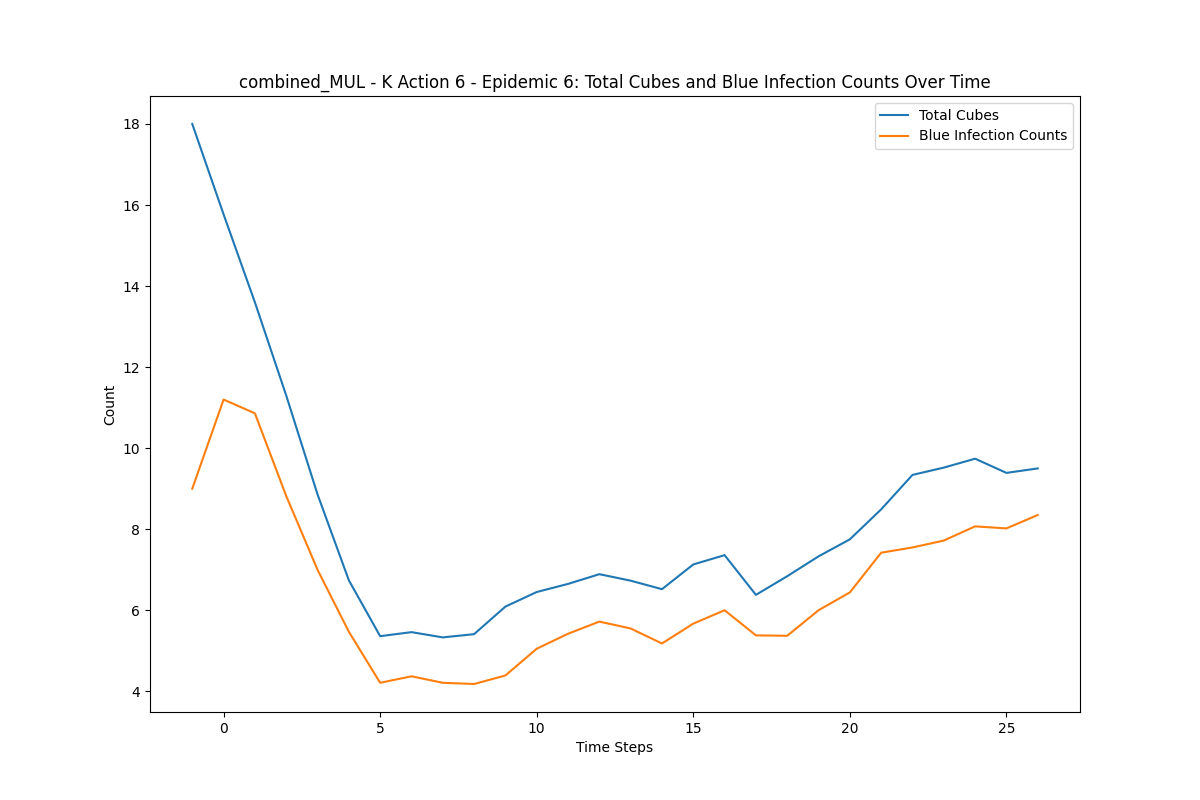 combined_MUL - K Action 6 - Epidemic 6: Total Cubes and Blue Infection Counts Over Time
Total Cubes
Blue Infection Counts
18
16
14
12
10
8
6
4
Count
0 5 10 15 20 25
Time Steps